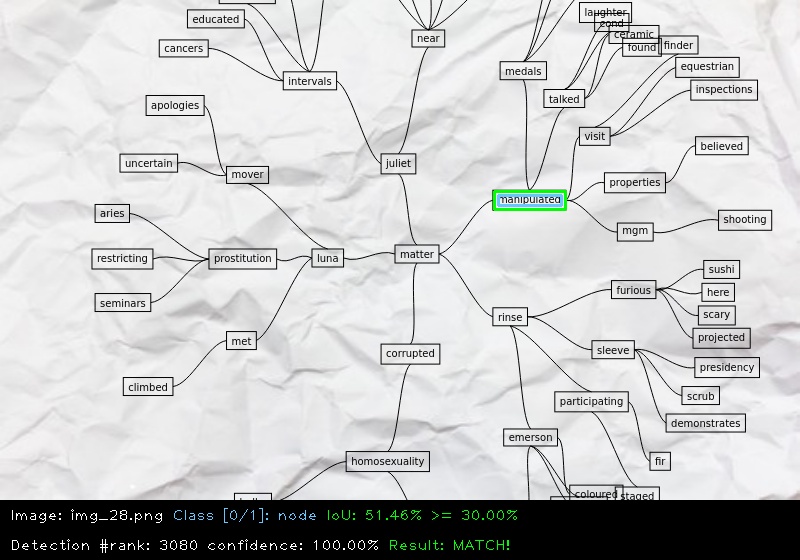 laughter
cond
educated
ceramic
near
found
finder
cancers
equestrian
medals
intervals
inspections
talked
apologies
visit
believed
uncertain
juliet
mover
properties
manipulated
aries
shooting
mgm
matter
restricting
prostitution
luna
sushi
furious
here
seminars
scary
rinse
projected
met
sleeve
corrupted
presidency
climbed
scrub
participating
demonstrates
emerson
homosexuality
fir
coloured
staged
Image: img_28.png Class [0/1]: node IoU: 51.46% >= 30.00%
Detection #rank: 3080 confidence: 100.00% Result: MATCH!